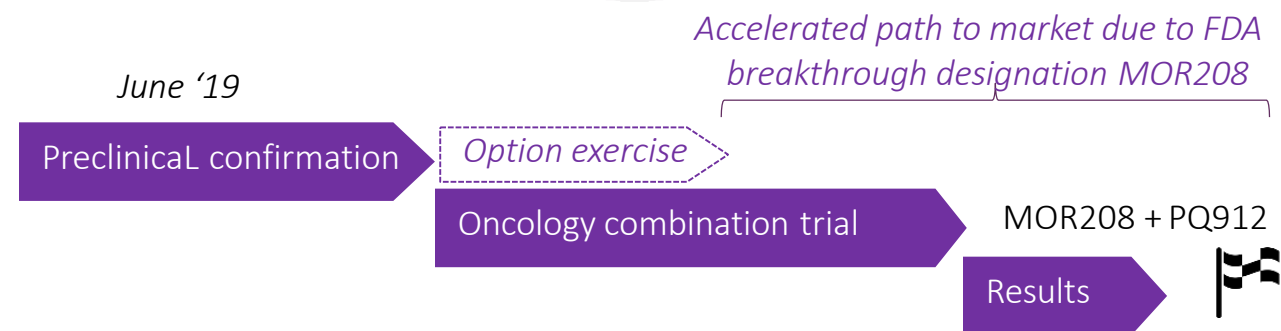 Accelerated path to market due to FDA
breakthrough designation MOR208
June ‘19
PreclinicaL confirmation
Option exercise
Oncology combination trial
MOR208 + PQ912
Results